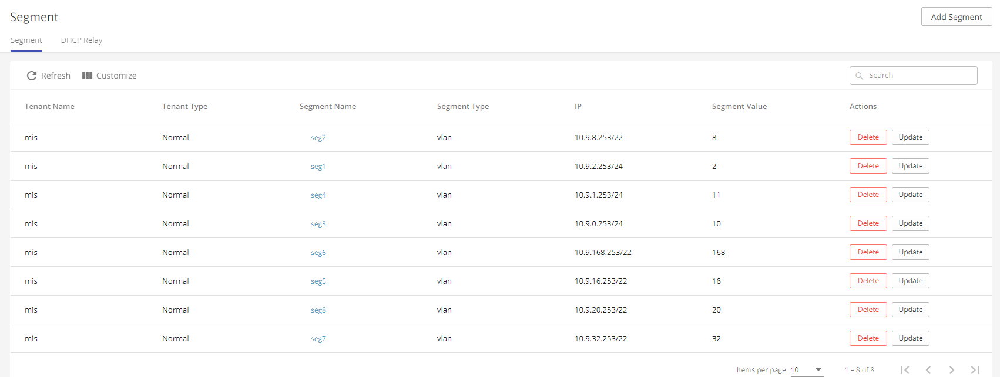 Segment
Add Segment
Segment DHCP Relay
Refresh Customize Search
Tenant Name Tenant Type Segment Name Segment Type IP Segment Value Actions
mis Normal seg2 vlan 10.9.8.253/22 8 Delete Update
mis Normal seg1 vlan 10.9.2.253/24 2 Delete Update
mis Normal seg4 vlan 10.9.1.253/24 11 Delete Update
mis Normal seg3 vlan 10.9.0.253/24 10 Delete Update
mis Normal seg6 vlan 10.9.168.253/22 168 Delete Update
mis Normal seg5 vlan 10.9.16.253/22 16 Delete Update
mis Normal seg8 vlan 10.9.20.253/22 20 Delete Update
mis Normal seg7 vlan 10.9.32.253/22 32 Delete Update
Items per page 10 1 – 8 of 8